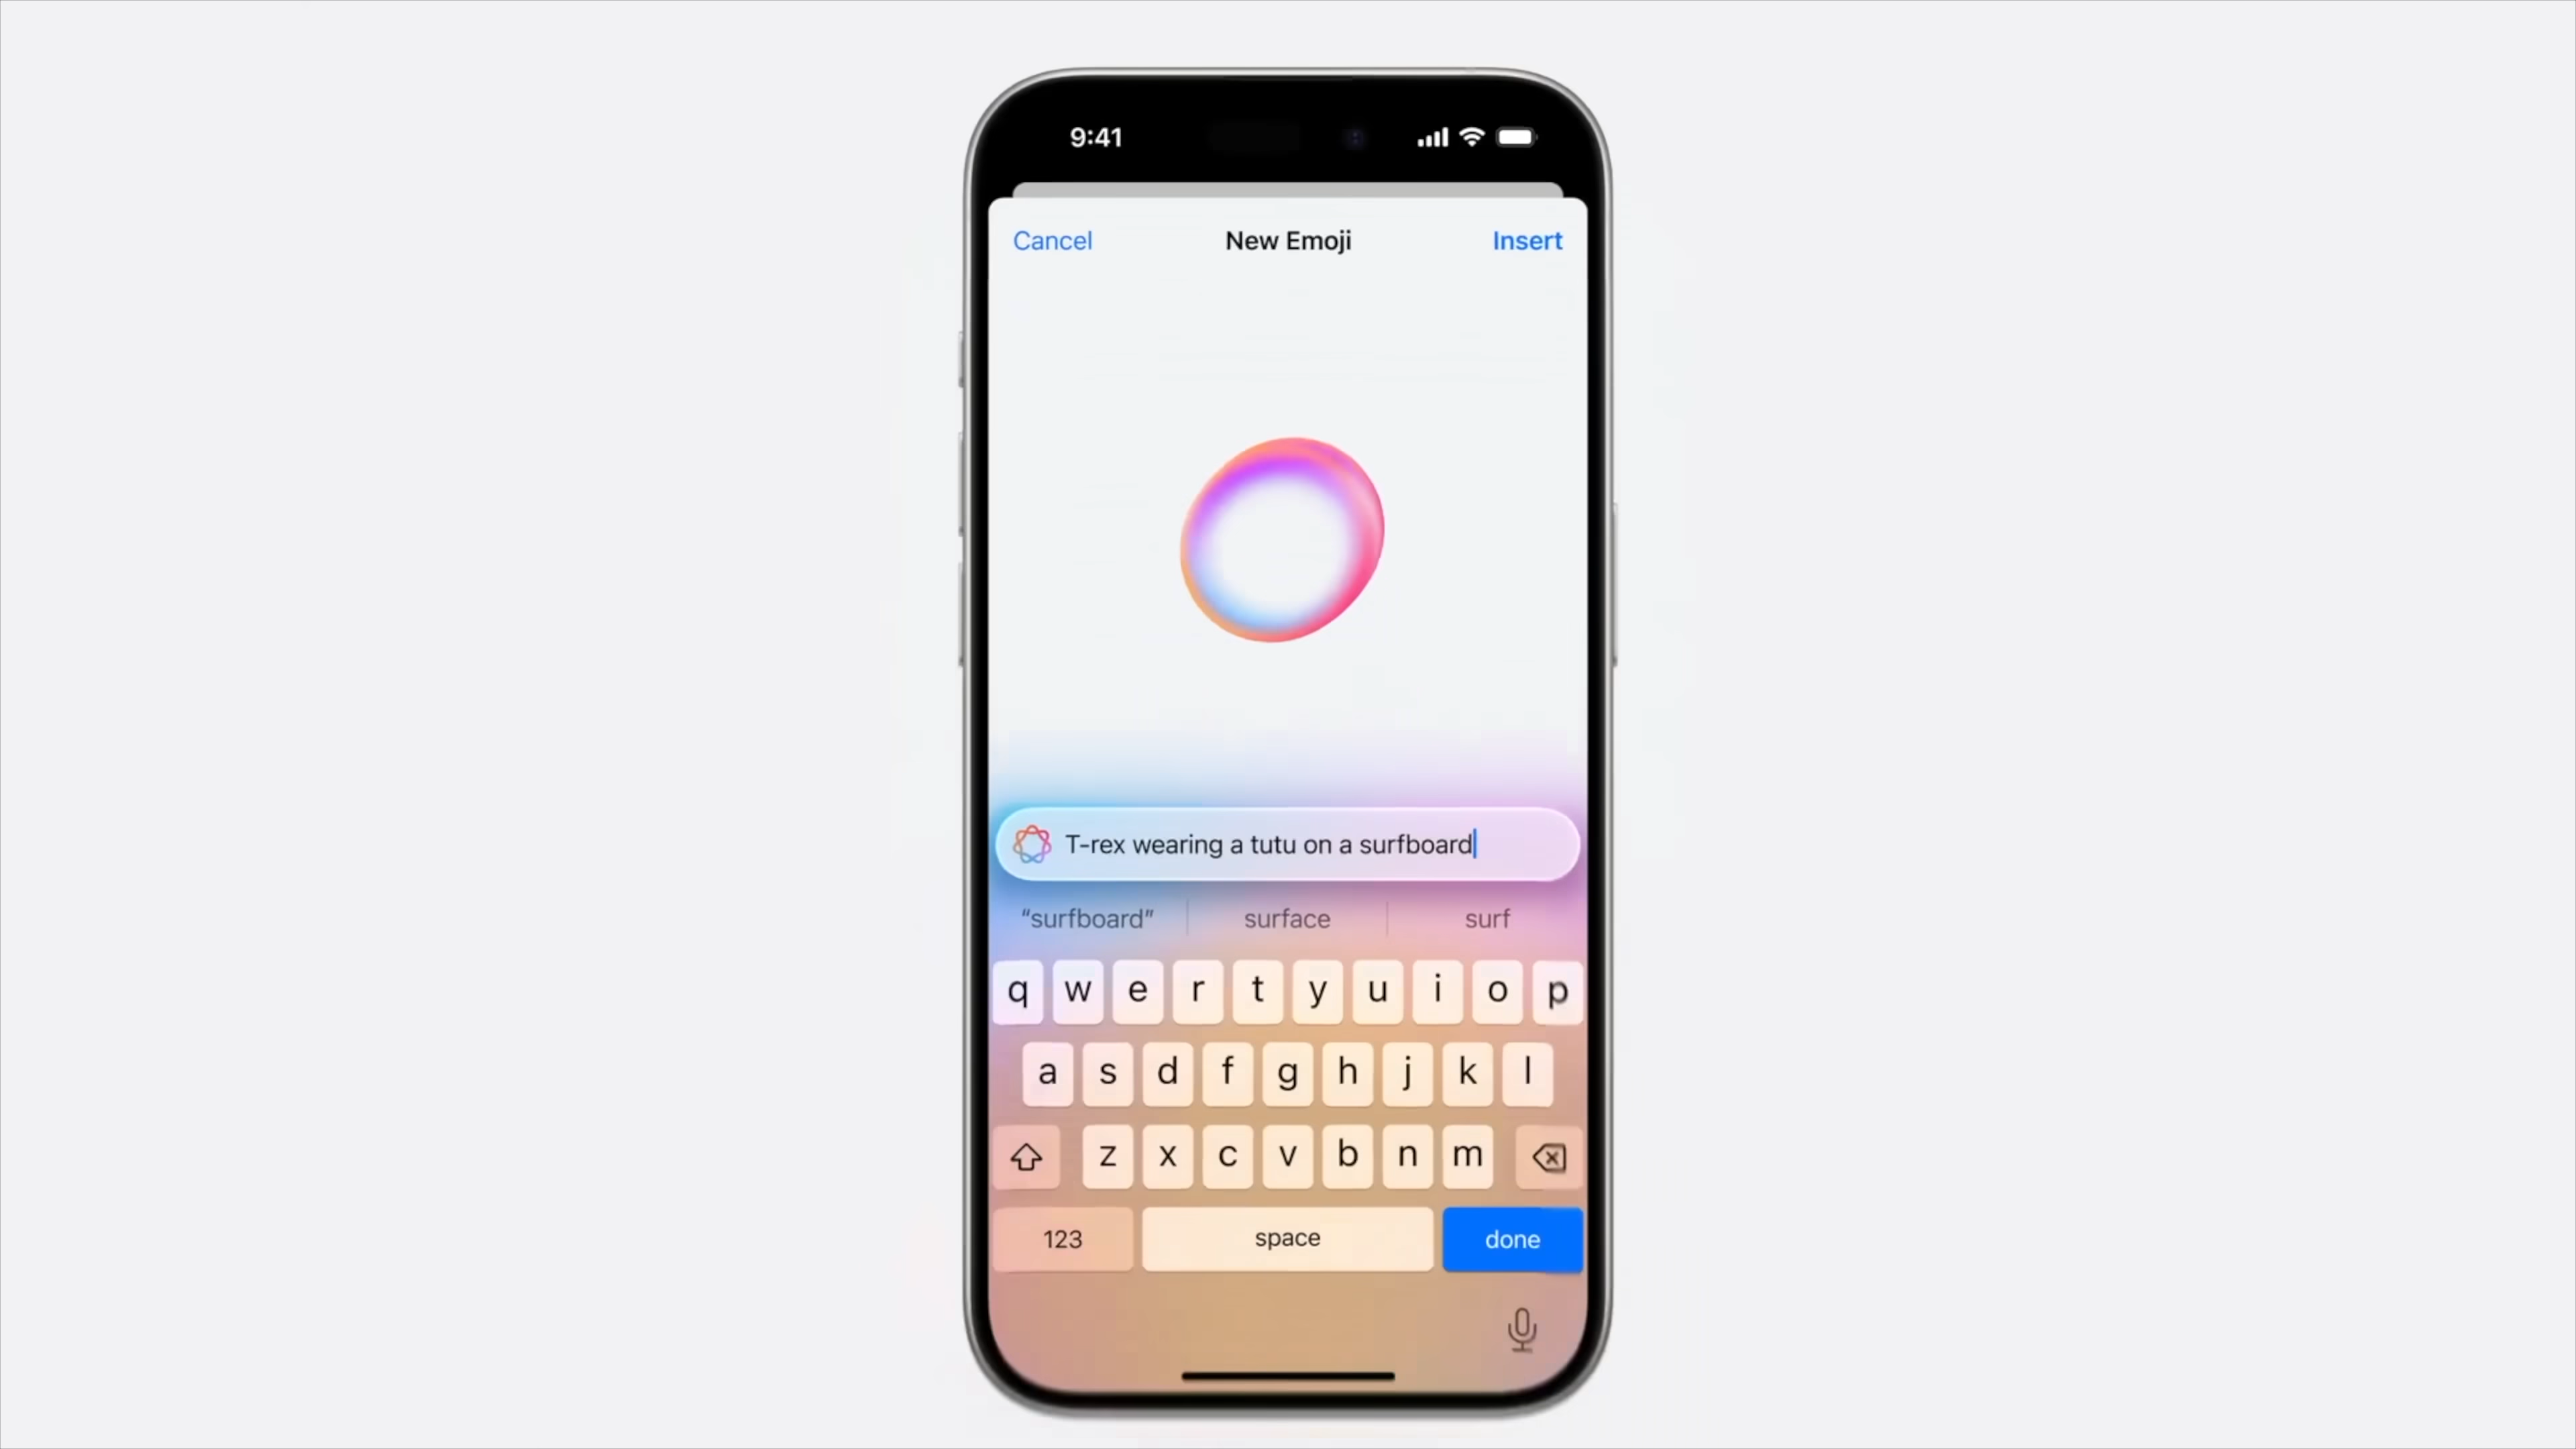 9:41
Cancel New Emoji Insert
T-rex wearing a tutu on a surfboard
“surfboard” surface surf
q w e r t y u i o p
a s d f g h j k l
z x c v b n m
123 space done